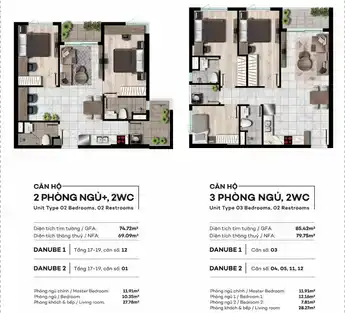 CĂN HỘ
2 PHÒNG NGỦ+, 2WC
Unit Type 02 Bedrooms, 02 Restrooms
Diện tích tim tường / GFA: 74.72m²
Diện tích thông thuỷ / NFA: 69.09m²
DANUBE 1 | Tầng 17-19, căn số: 12
DANUBE 2 | Tầng 17-19, căn số: 01
Phòng ngủ chính / Master Bedroom: 11.91m²
Phòng ngủ / Bedroom: 10.35m²
Phòng khách & bếp / Living room: 27.78m²
CĂN HỘ
3 PHÒNG NGỦ, 2WC
Unit Type 03 Bedrooms, 02 Restrooms
Diện tích tim tường / GFA: 85.42m²
Diện tích thông thuỷ / NFA: 79.75m²
DANUBE 1 | Căn số: 03
DANUBE 2 | Căn số: 04, 05, 11, 12
Phòng ngủ chính / Master Bedroom: 11.91m²
Phòng ngủ 1 / Bedroom: 12.16m²
Phòng ngủ 2 / Bedroom: 7.81m²
Phòng khách & bếp / Living room: 28.27m²